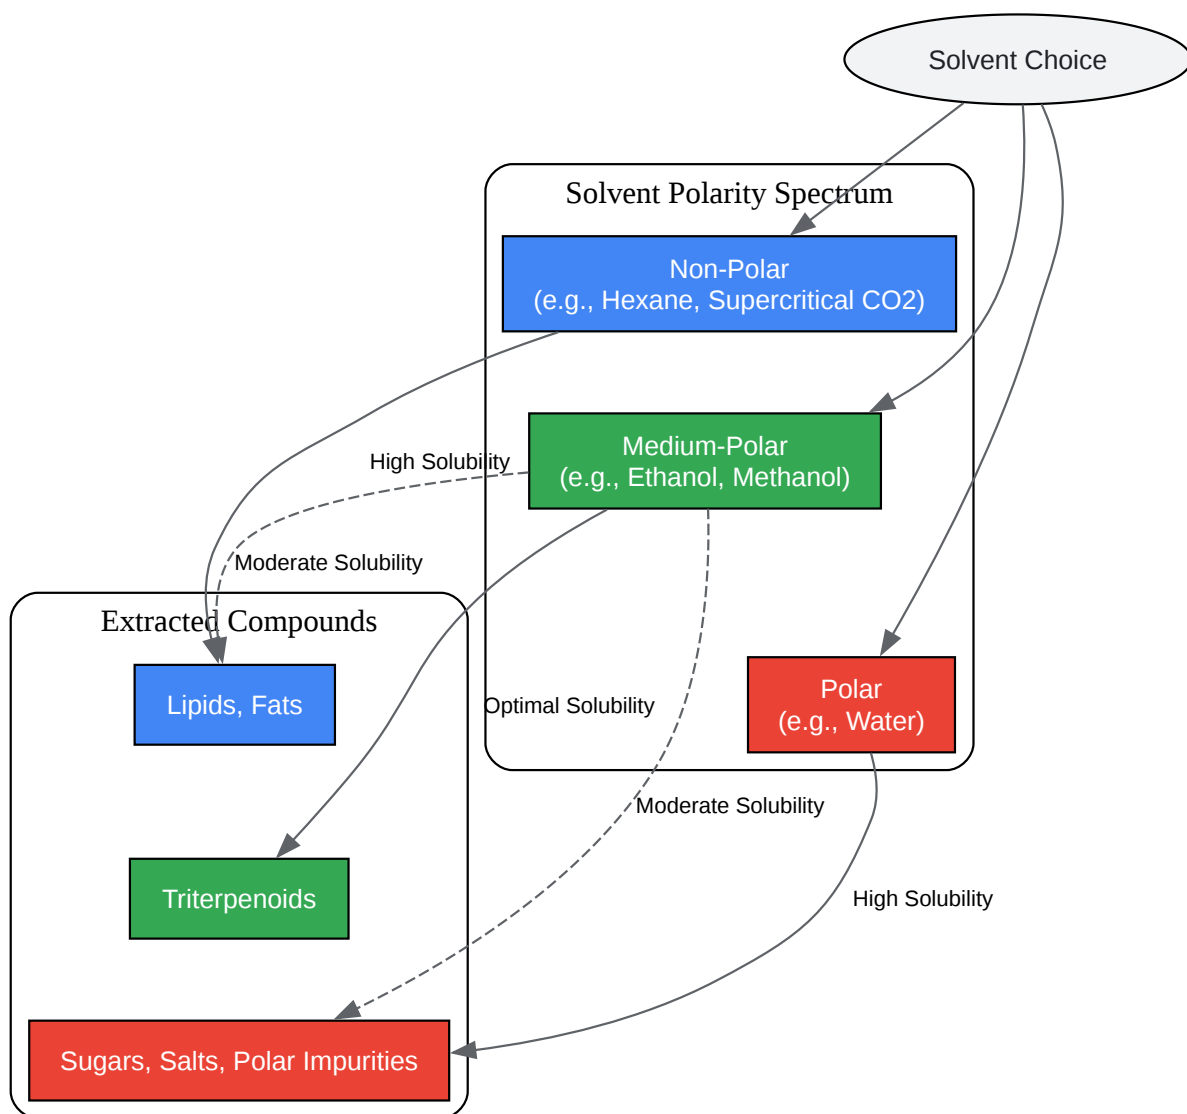 Solvent Choice
Solvent Polarity Spectrum
Non-Polar
(e.g., Hexane, Supercritical CO2)
Medium-Polar
(e.g., Ethanol, Methanol)
High Solubility
Moderate Solubility
Extracted Compounds
Lipids, Fats
Polar
(e.g., Water)
Optimal Solubility
Moderate Solubility
Triterpenoids
High Solubility
Sugars, Salts, Polar Impurities